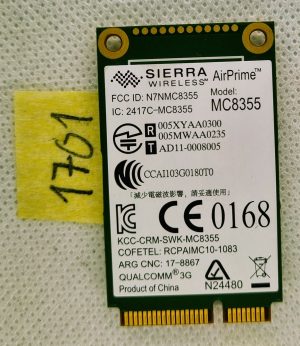 1701
SIERRA WIRELESS™ AirPrime™
FCC ID: N7NMC8355 Model:
IC: 2417C-MC8355 MC8355
R 005XYAA0300
005MWAA0235
T AD11-0008005
CCAI103G0180T0
「減少電磁波影響，請妥適使用」
CE 0168
KCC-CRM-SWK-MC8355
COFETEL: RCPAIMC10-1083
ARG CNC: 17-8867
QUALCOMM® 3G
Product of China N24480